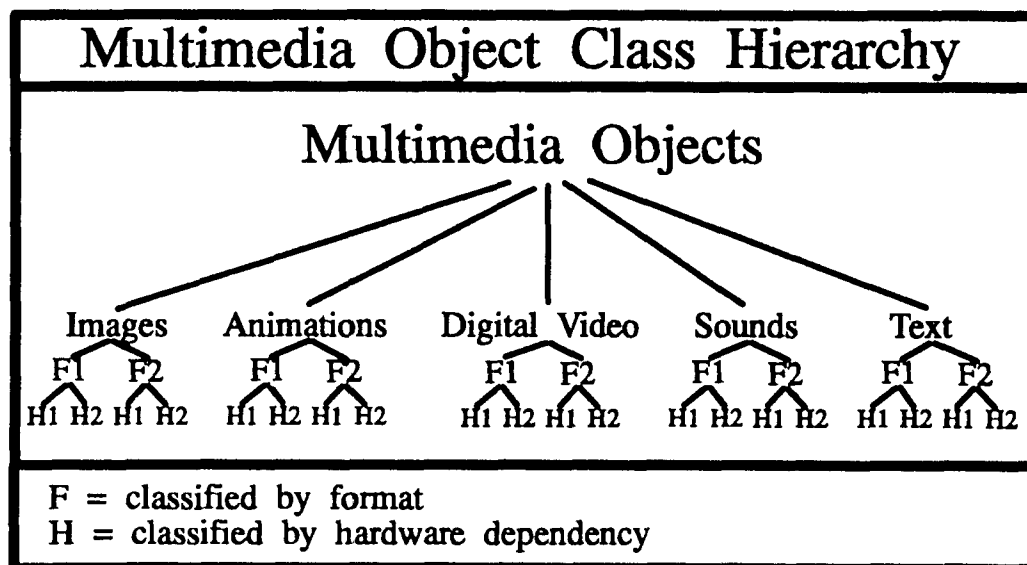 Multimedia Object Class Hierarchy
Multimedia Objects
Images Animations Digital Video Sounds Text
F1 F2 F1 F2 F1 F2 F1 F2 F1 F2
H1 H2 H1 H2 H1 H2 H1 H2 H1 H2 H1 H2 H1 H2 H1 H2 H1 H2 H1 H2
F = classified by format
H = classified by hardware dependency